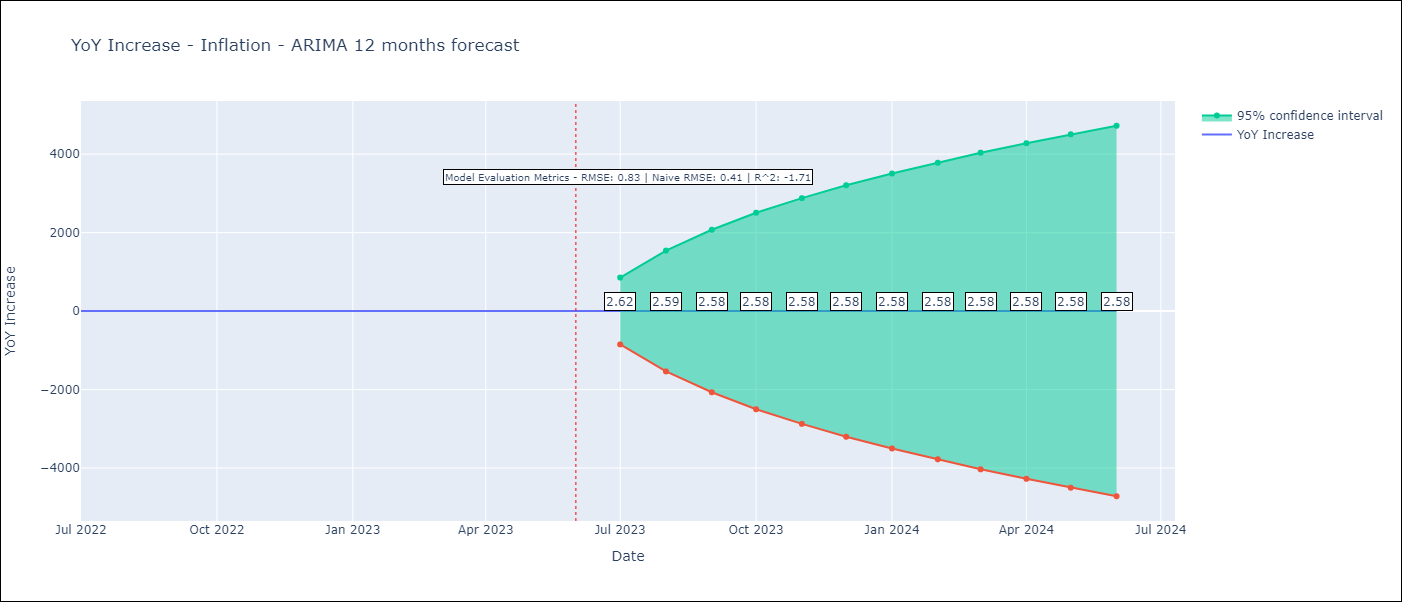 YoY Increase - Inflation - ARIMA 12 months forecast
95% confidence interval
YoY Increase
Model Evaluation Metrics - RMSE: 0.83 | Naive RMSE: 0.41 | R^2: -1.71
4000
2000
0
−2000
−4000
YoY Increase
2.62 2.59 2.58 2.58 2.58 2.58 2.58 2.58 2.58 2.58 2.58 2.58
Jul 2022 Oct 2022 Jan 2023 Apr 2023 Jul 2023 Oct 2023 Jan 2024 Apr 2024 Jul 2024
Date